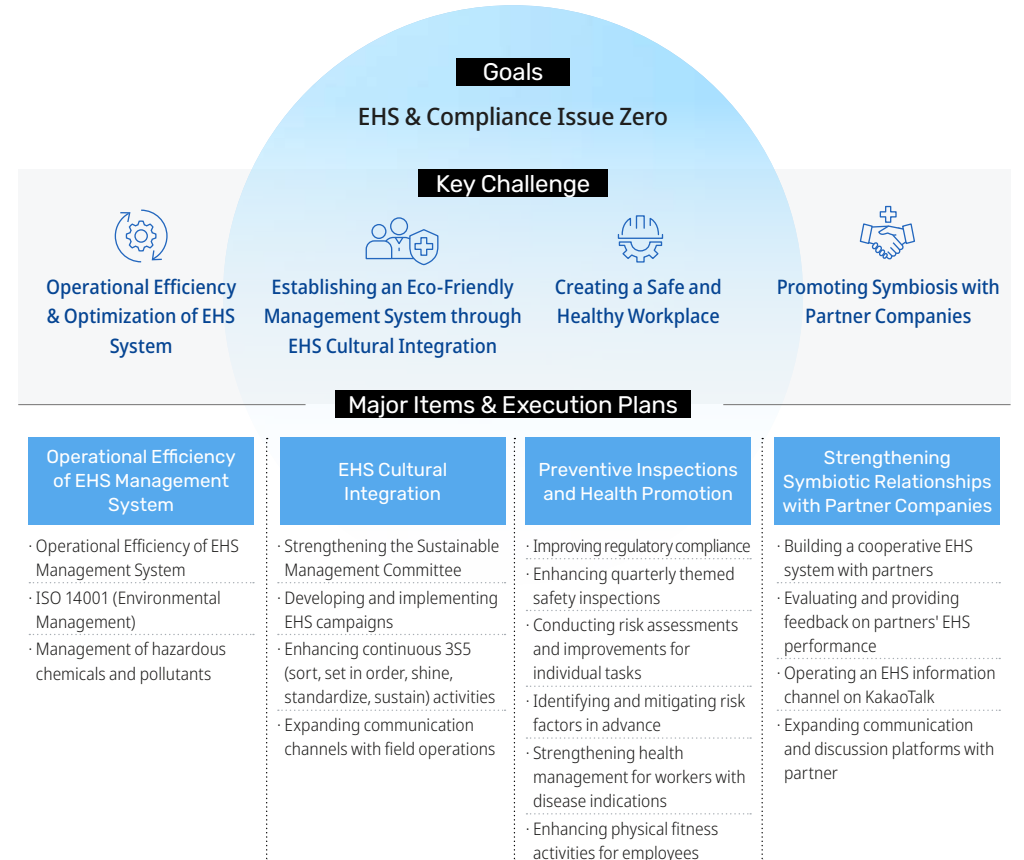 Goals
EHS & Compliance Issue Zero
Key Challenge
Operational Efficiency
& Optimization of EHS
System
Establishing an Eco-Friendly
Management System through
EHS Cultural Integration
Creating a Safe and
Healthy Workplace
Promoting Symbiosis with
Partner Companies
Major Items & Execution Plans
Operational Efficiency
of EHS Management
System
· Operational Efficiency of EHS
Management System
· ISO 14001 (Environmental
Management)
· Management of hazardous
chemicals and pollutants
EHS Cultural
Integration
· Strengthening the Sustainable
Management Committee
· Developing and implementing
EHS campaigns
· Enhancing continuous 3S5
(sort, set in order, shine,
standardize, sustain) activities
· Expanding communication
channels with field operations
Preventive Inspections
and Health Promotion
· Improving regulatory compliance
· Enhancing quarterly themed
safety inspections
· Conducting risk assessments
and improvements for
individual tasks
· Identifying and mitigating risk
factors in advance
· Strengthening health
management for workers with
disease indications
· Enhancing physical fitness
activities for employees
Strengthening
Symbiotic Relationships
with Partner Companies
· Building a cooperative EHS
system with partners
· Evaluating and providing
feedback on partners' EHS
performance
· Operating an EHS information
channel on KakaoTalk
· Expanding communication
and discussion platforms with
partner